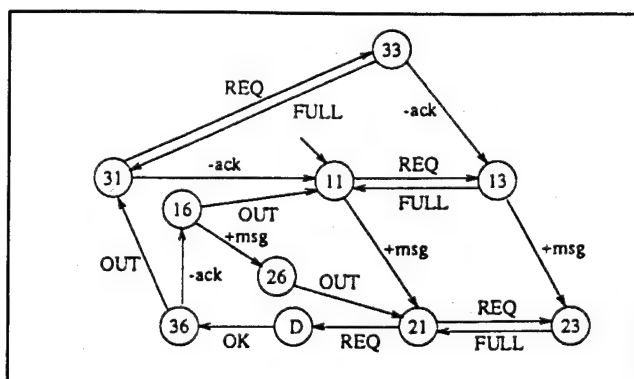 33
REQ
FULL
-ack
31
-ack
11
REQ
13
FULL
16
OUT
+msg
+msg
+msg
OUT
26
OUT
-ack
36
OK
D
REQ
21
REQ
23
FULL